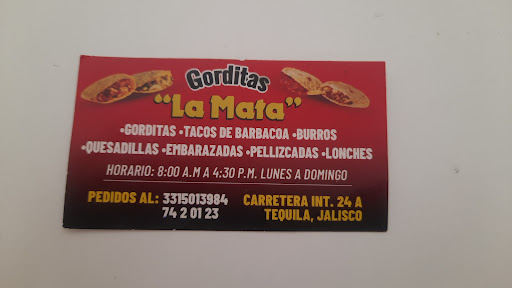 Gorditas
"La Mata"
•GORDITAS •TACOS DE BARBACOA •BURROS
•QUESADILLAS •EMBARAZADAS •PELLIZCADAS •LONCHES
HORARIO: 8:00 A.M A 4:30 P.M. LUNES A DOMINGO
PEDIDOS AL: 3315013984
74 2 01 23
CARRETERA INT. 24 A
TEQUILA, JALISCO